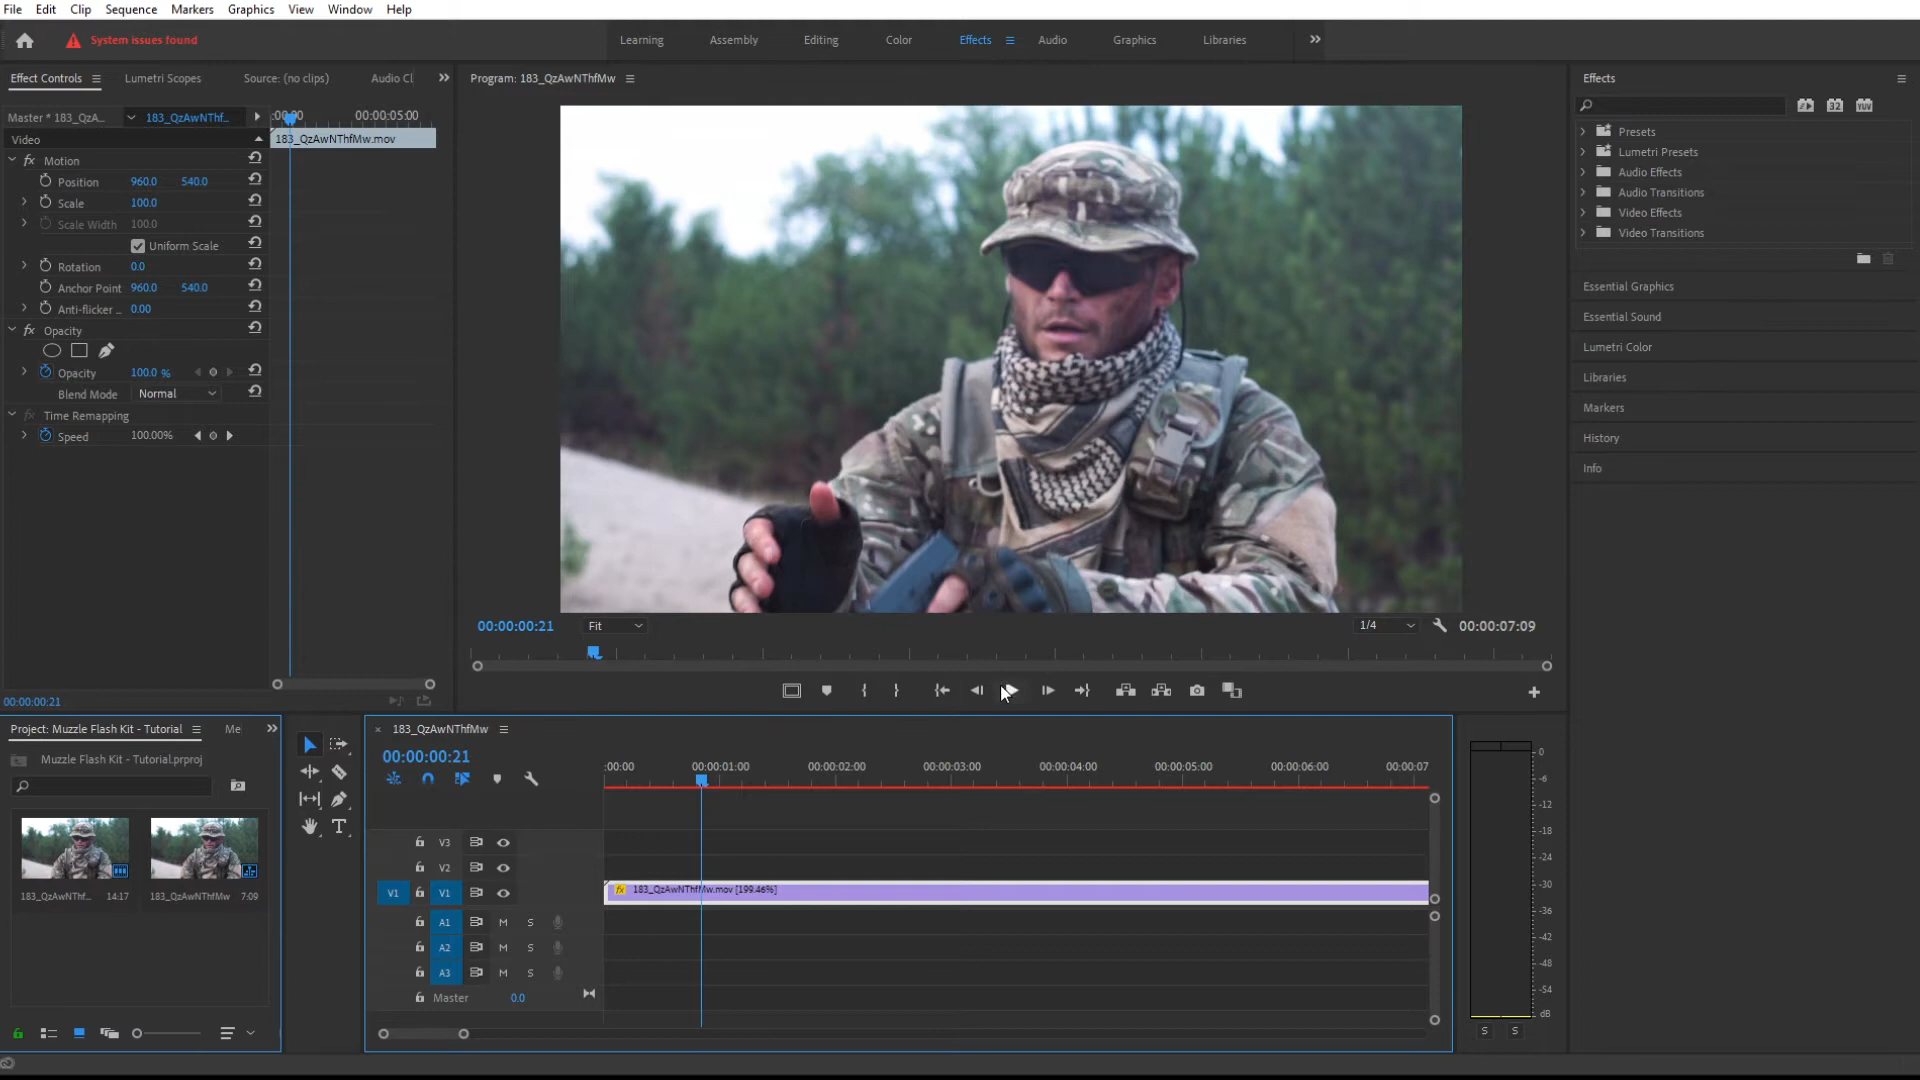 File Edit Clip Sequence Markers Graphics View Window Help
System issues found
Learning Assembly Editing Color Effects Audio Graphics Libraries
Effect Controls Lumetri Scopes Source: (no clips) Audio Cl
Master * 183_QzA... 183_QzAwNThf...
:00:00 00:00:05:00
Video
183_QzAwNThfMw.mov
fx Motion
Position 960.0 540.0
Scale 100.0
Scale Width 100.0
Uniform Scale
Rotation 0.0
Anchor Point 960.0 540.0
Anti-flicker ... 0.00
fx Opacity
Opacity 100.0 %
Blend Mode Normal
fx Time Remapping
Speed 100.00%
00:00:00:21
Program: 183_QzAwNThfMw
00:00:00:21 Fit 1/4 00:00:07:09
Effects
32 YUV
Presets
Lumetri Presets
Audio Effects
Audio Transitions
Video Effects
Video Transitions
Essential Graphics
Essential Sound
Lumetri Color
Libraries
Markers
History
Info
Project: Muzzle Flash Kit - Tutorial Me
Muzzle Flash Kit - Tutorial.prproj
183_QzAwNThf... 14:17
183_QzAwNThfMw 7:09
T
183_QzAwNThfMw
00:00:00:21
:00:00 00:00:01:00 00:00:02:00 00:00:03:00 00:00:04:00 00:00:05:00 00:00:06:00 00:00:07
V3
V2
V1 V1
fx 183_QzAwNThfMw.mov [199.46%]
A1 M S
A2 M S
A3 M S
Master 0.0
0
-6
-12
-18
-24
-30
-36
-42
-48
-54
dB
S S